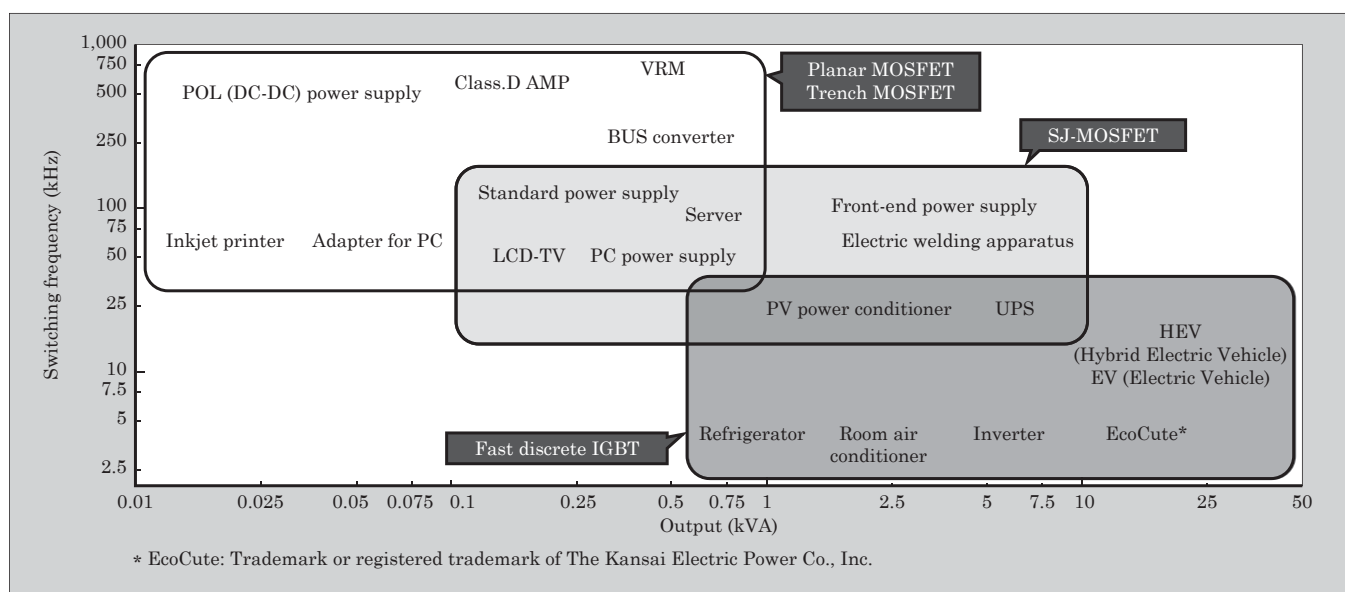 1,000
750
500
250
100
75
50
25
10
7.5
5
2.5
Switching frequency (kHz)
POL (DC-DC) power supply
Class.D AMP
VRM
BUS converter
Planar MOSFET
Trench MOSFET
SJ-MOSFET
Standard power supply
Server
Front-end power supply
Inkjet printer
Adapter for PC
LCD-TV
PC power supply
Electric welding apparatus
PV power conditioner
UPS
HEV
(Hybrid Electric Vehicle)
EV (Electric Vehicle)
Fast discrete IGBT
Refrigerator
Room air
conditioner
Inverter
EcoCute*
0.01
0.025
0.05
0.075
0.1
0.25
0.5
0.75
1
2.5
5
7.5
10
25
50
Output (kVA)
* EcoCute: Trademark or registered trademark of The Kansai Electric Power Co., Inc.